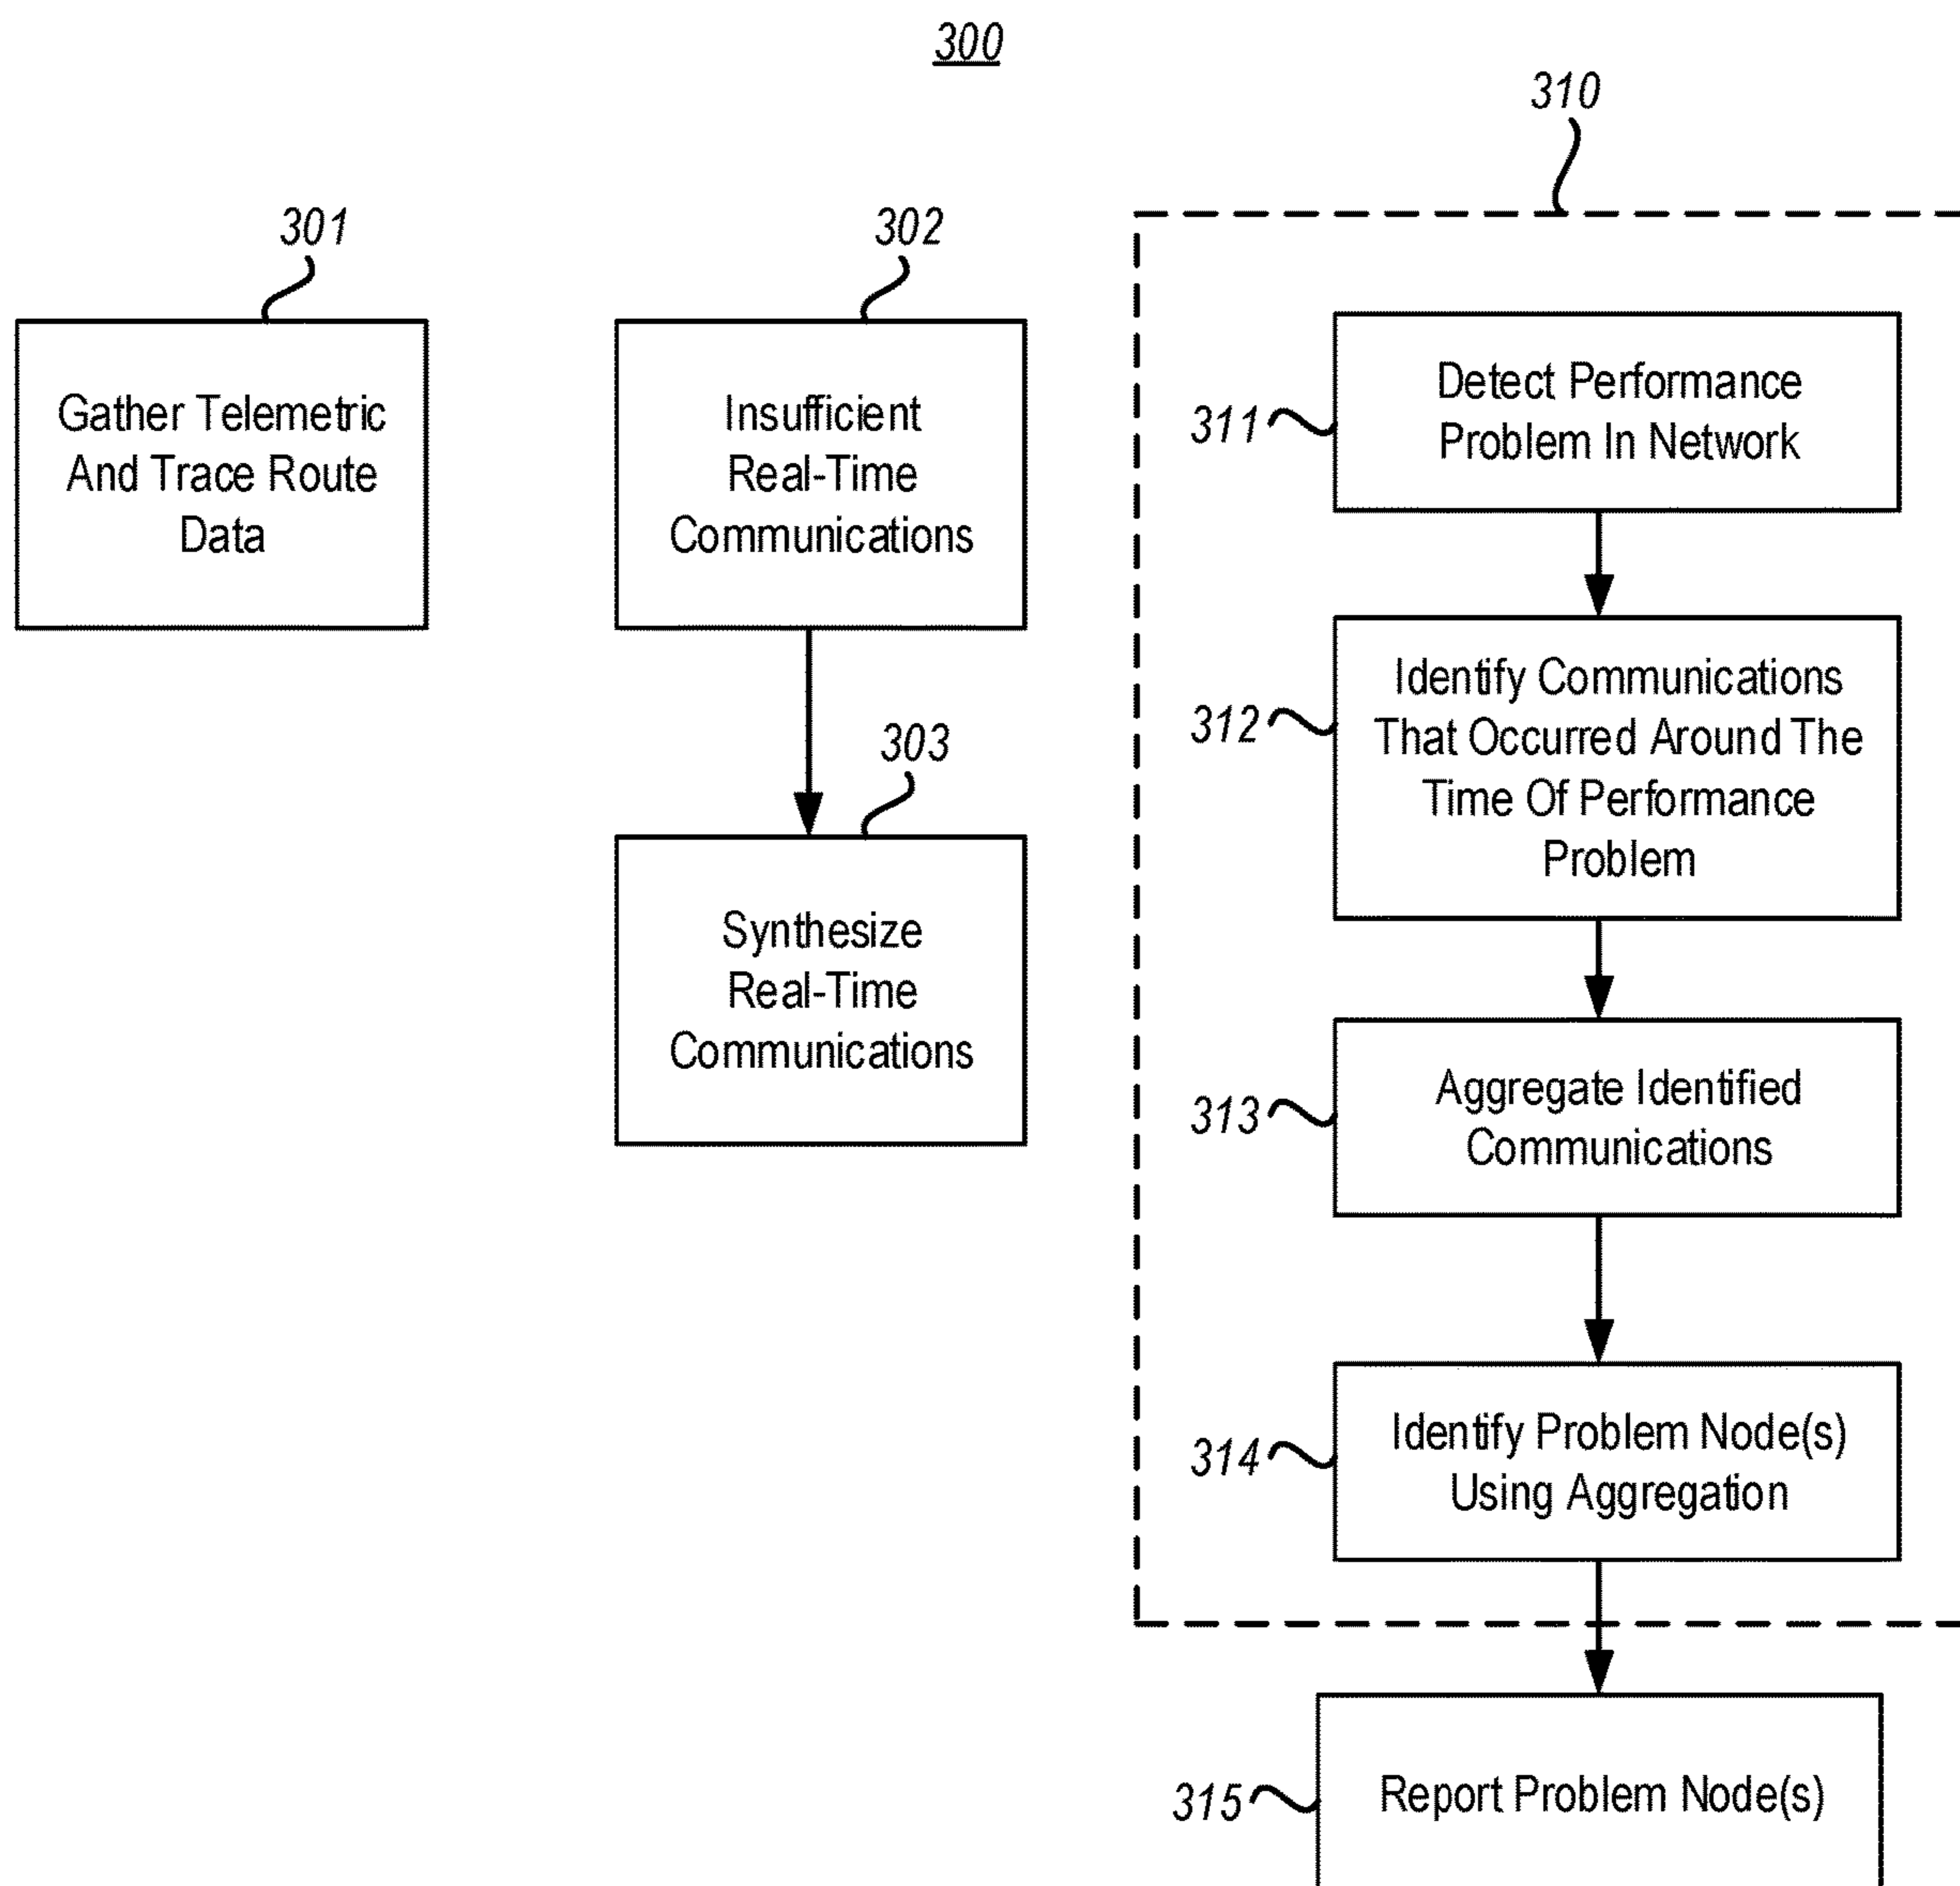 300
301
Gather Telemetric
And Trace Route
Data
302
Insufficient
Real-Time
Communications
303
Synthesize
Real-Time
Communications
310
311
Detect Performance
Problem In Network
312
Identify Communications
That Occurred Around The
Time Of Performance
Problem
313
Aggregate Identified
Communications
314
Identify Problem Node(s)
Using Aggregation
315
Report Problem Node(s)